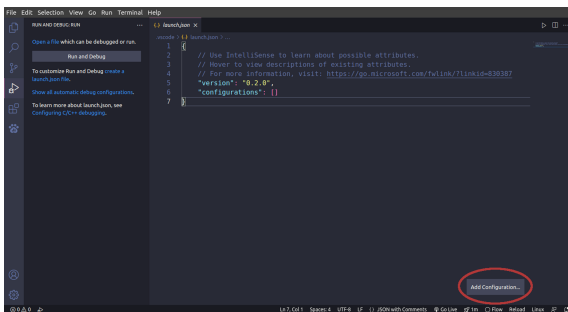 File Edit Selection View Go Run Terminal Help
RUN AND DEBUG: RUN ...
Open a file which can be debugged or run.
Run and Debug
To customize Run and Debug create a
launch.json file.
Show all automatic debug configurations.
To learn more about launch.json, see
Configuring C/C++ debugging.
{} launch.json ×
.vscode > {} launch.json > ...
1 {
2 // Use IntelliSense to learn about possible attributes.
3 // Hover to view descriptions of existing attributes.
4 // For more information, visit: https://go.microsoft.com/fwlink/?linkid=830387
5 "version": "0.2.0",
6 "configurations": []
7 }
Add Configuration...
0 0 Ln 7, Col 1 Spaces: 4 UTF-8 LF {} JSON with Comments Go Live 1m Flow Reload Linux